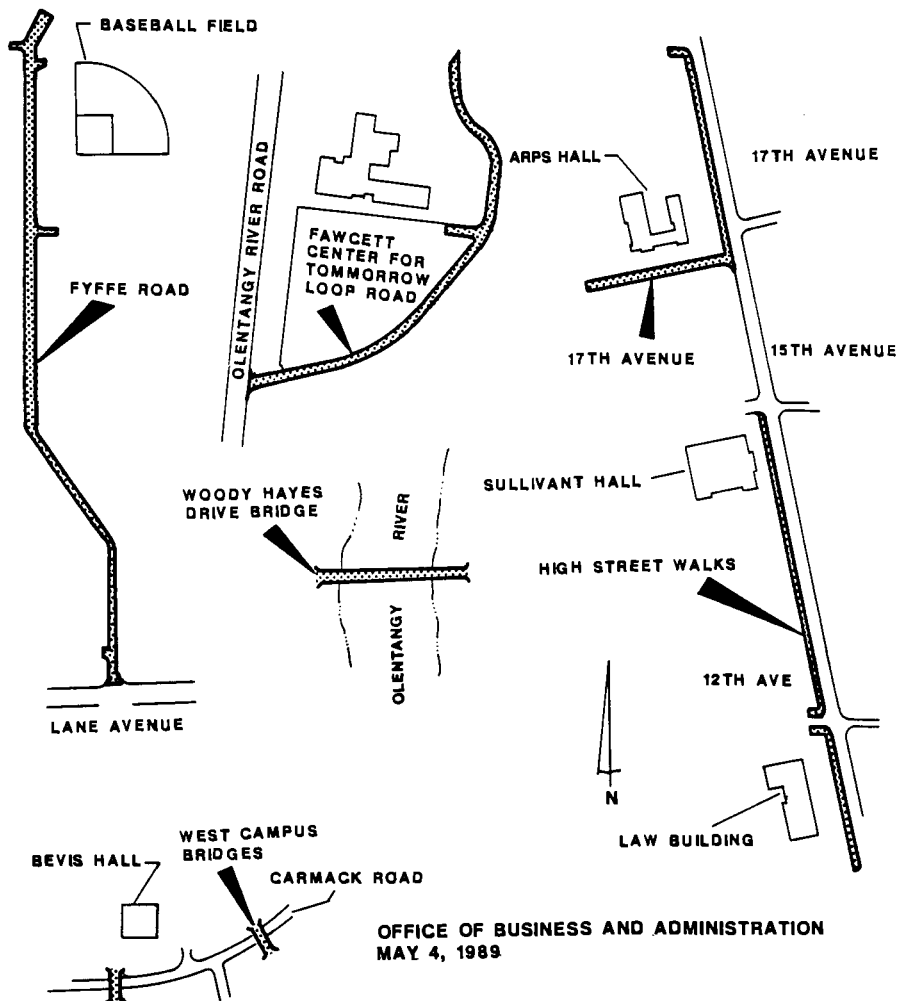 BASEBALL FIELD
FYFFE ROAD
LANE AVENUE
OLENTANGY RIVER ROAD
FAWCETT
CENTER FOR
TOMMORROW
LOOP ROAD
ARPS HALL
17TH AVENUE
17TH AVENUE
15TH AVENUE
SULLIVANT HALL
WOODY HAYES
DRIVE BRIDGE
RIVER
OLENTANGY
HIGH STREET WALKS
12TH AVE
N
LAW BUILDING
BEVIS HALL
WEST CAMPUS
BRIDGES
CARMACK ROAD
OFFICE OF BUSINESS AND ADMINISTRATION
MAY 4, 1989